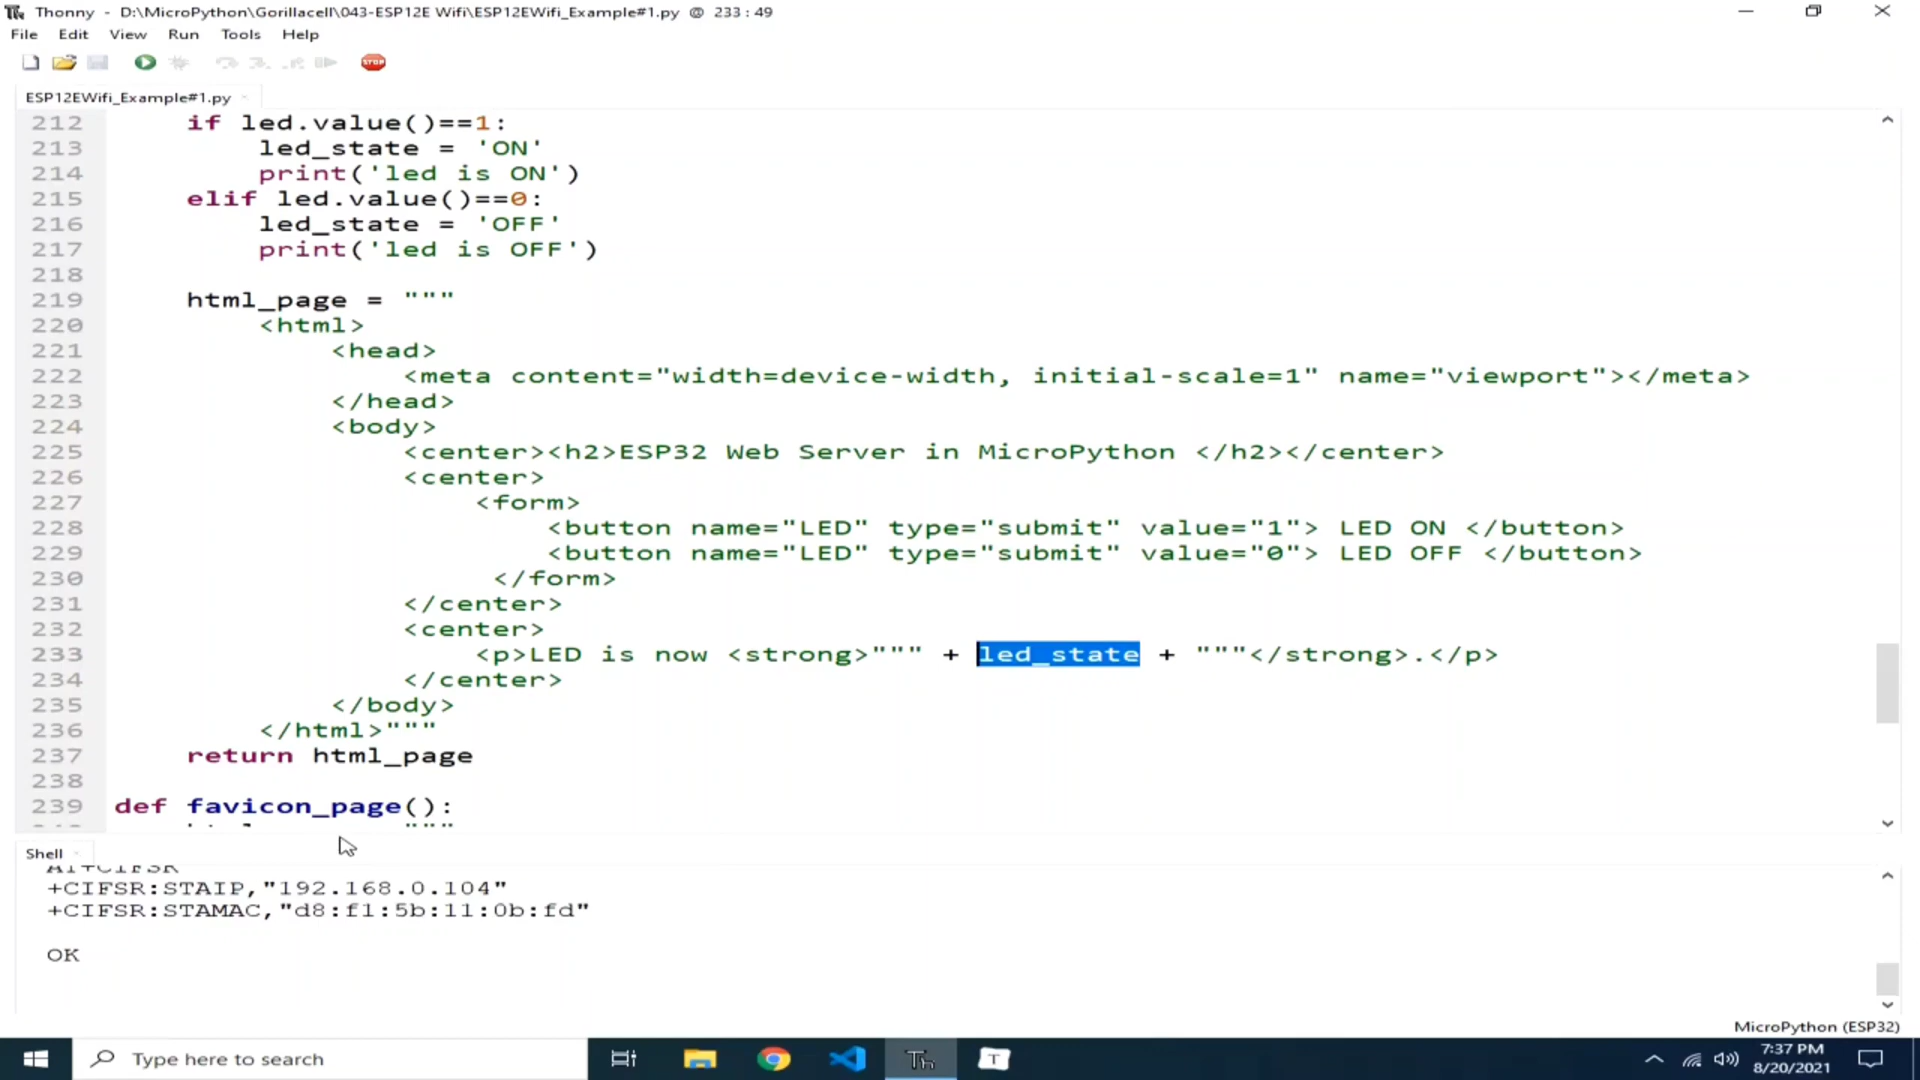 Thonny - D:\MicroPython\Gorillacell\043-ESP12E Wifi\ESP12EWifi_Example#1.py @ 233 : 49
File Edit View Run Tools Help
STOP
ESP12EWifi_Example#1.py
212 if led.value()==1:
213 led_state = 'ON'
214 print('led is ON')
215 elif led.value()==0:
216 led_state = 'OFF'
217 print('led is OFF')
218
219 html_page = """
220 <html>
221 <head>
222 <meta content="width=device-width, initial-scale=1" name="viewport"></meta>
223 </head>
224 <body>
225 <center><h2>ESP32 Web Server in MicroPython </h2></center>
226 <center>
227 <form>
228 <button name="LED" type="submit" value="1"> LED ON </button>
229 <button name="LED" type="submit" value="0"> LED OFF </button>
230 </form>
231 </center>
232 <center>
233 <p>LED is now <strong>""" + led_state + """</strong>.</p>
234 </center>
235 </body>
236 </html>"""
237 return html_page
238
239 def favicon_page():
Shell
AT+CIFSR
+CIFSR:STAIP,"192.168.0.104"
+CIFSR:STAMAC,"d8:f1:5b:11:0b:fd"
OK
MicroPython (ESP32)
Type here to search
Th
T
7:37 PM
8/20/2021